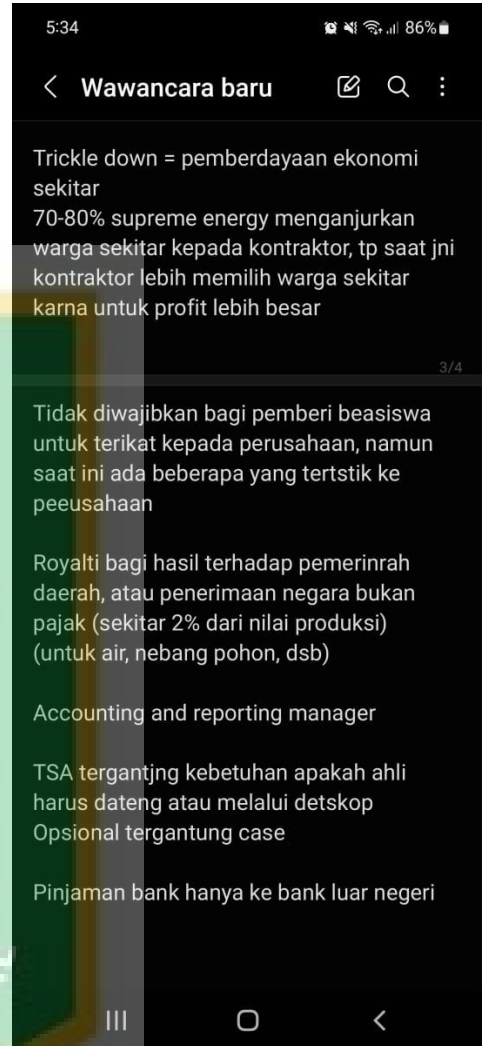 5:34
86%
Wawancara baru
Trickle down = pemberdayaan ekonomi
sekitar
70-80% supreme energy menganjurkan
warga sekitar kepada kontraktor, tp saat jni
kontraktor lebih memilih warga sekitar
karna untuk profit lebih besar
3/4
Tidak diwajibkan bagi pemberi beasiswa
untuk terikat kepada perusahaan, namun
saat ini ada beberapa yang tertstik ke
peeusahaan
Royalti bagi hasil terhadap pemerinrah
daerah, atau penerimaan negara bukan
pajak (sekitar 2% dari nilai produksi)
(untuk air, nebang pohon, dsb)
Accounting and reporting manager
TSA tergantjng kebetuhan apakah ahli
harus dateng atau melalui detskop
Opsional tergantung case
Pinjaman bank hanya ke bank luar negeri